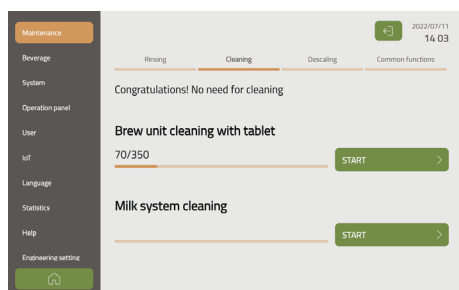 Maintenance
Beverage
System
Operation panel
User
IoT
Language
Statistics
Help
Engineering setting
2022/07/11
14 03
Rinsing
Cleaning
Descaling
Common functions
Congratulations! No need for cleaning
Brew unit cleaning with tablet
70/350
START
Milk system cleaning
START